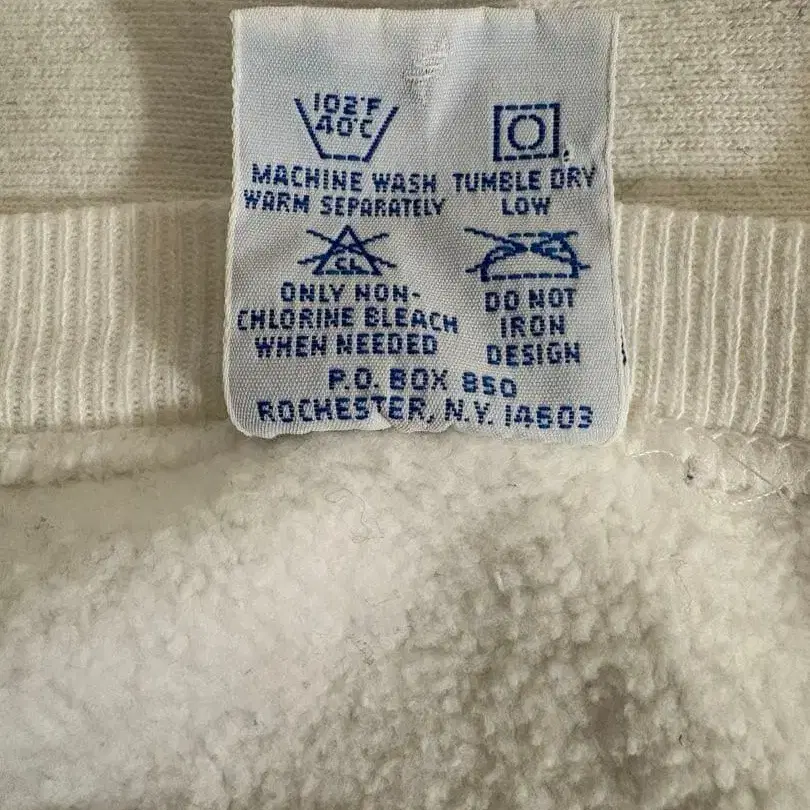 102°F
40°C
MACHINE WASH
WARM SEPARATELY
TUMBLE DRY
LOW
CL
ONLY NON-
CHLORINE BLEACH
WHEN NEEDED
DO NOT
IRON
DESIGN
P.O. BOX 850
ROCHESTER, N.Y. 14603